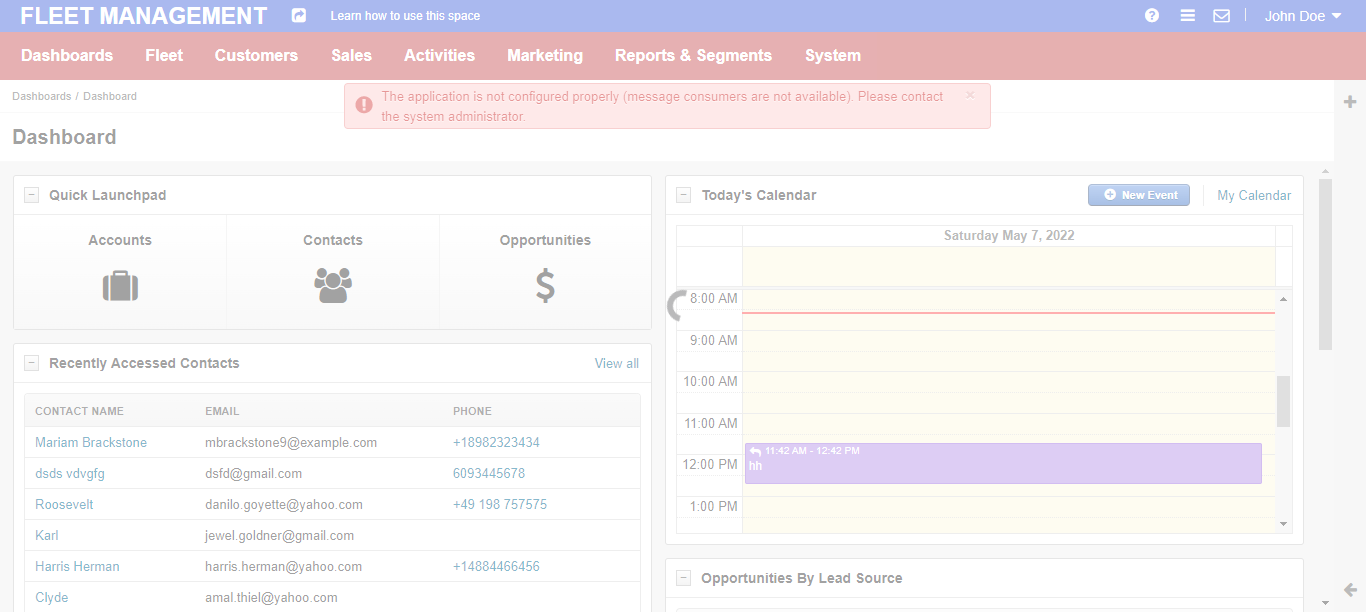 FLEET MANAGEMENT Learn how to use this space John Doe
Dashboards Fleet Customers Sales Activities Marketing Reports & Segments System
Dashboards / Dashboard
The application is not configured properly (message consumers are not available). Please contact
the system administrator.
×
Dashboard
Quick Launchpad
Accounts Contacts Opportunities
Recently Accessed Contacts View all
CONTACT NAME EMAIL PHONE
Mariam Brackstone mbrackstone9@example.com +18982323434
dsds vdvgfg dsfd@gmail.com 6093445678
Roosevelt danilo.goyette@yahoo.com +49 198 757575
Karl jewel.goldner@gmail.com
Harris Herman harris.herman@yahoo.com +14884466456
Clyde amal.thiel@yahoo.com
Today's Calendar New Event My Calendar
Saturday May 7, 2022
8:00 AM
9:00 AM
10:00 AM
11:00 AM
11:42 AM - 12:42 PM
12:00 PM hh
1:00 PM
Opportunities By Lead Source